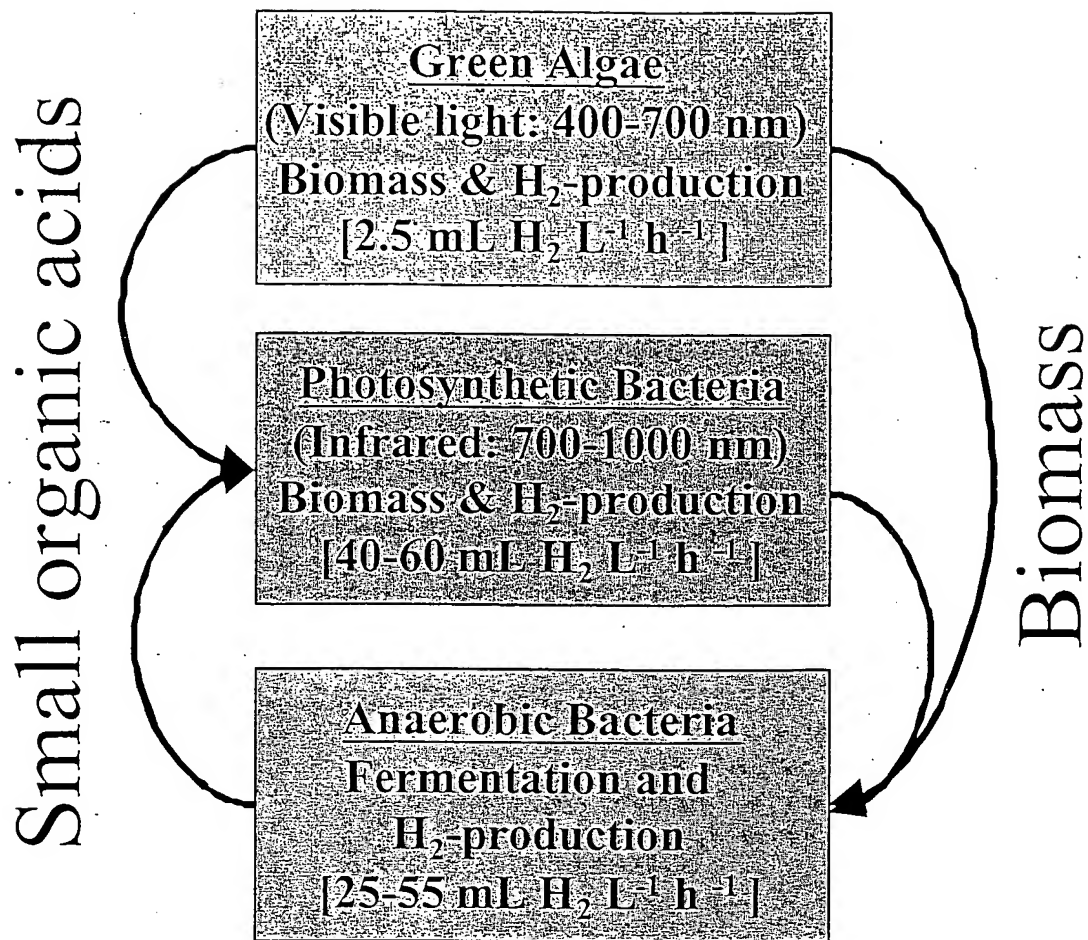 Small organic acids
Green Algae
(Visible light: 400-700 nm)
Biomass & H₂-production
[2.5 mL H₂ L⁻¹ h⁻¹]
Photosynthetic Bacteria
(Infrared: 700-1000 nm)
Biomass & H₂-production
[40-60 mL H₂ L⁻¹ h⁻¹]
Anaerobic Bacteria
Fermentation and
H₂-production
[25-55 mL H₂ L⁻¹ h⁻¹]
Biomass